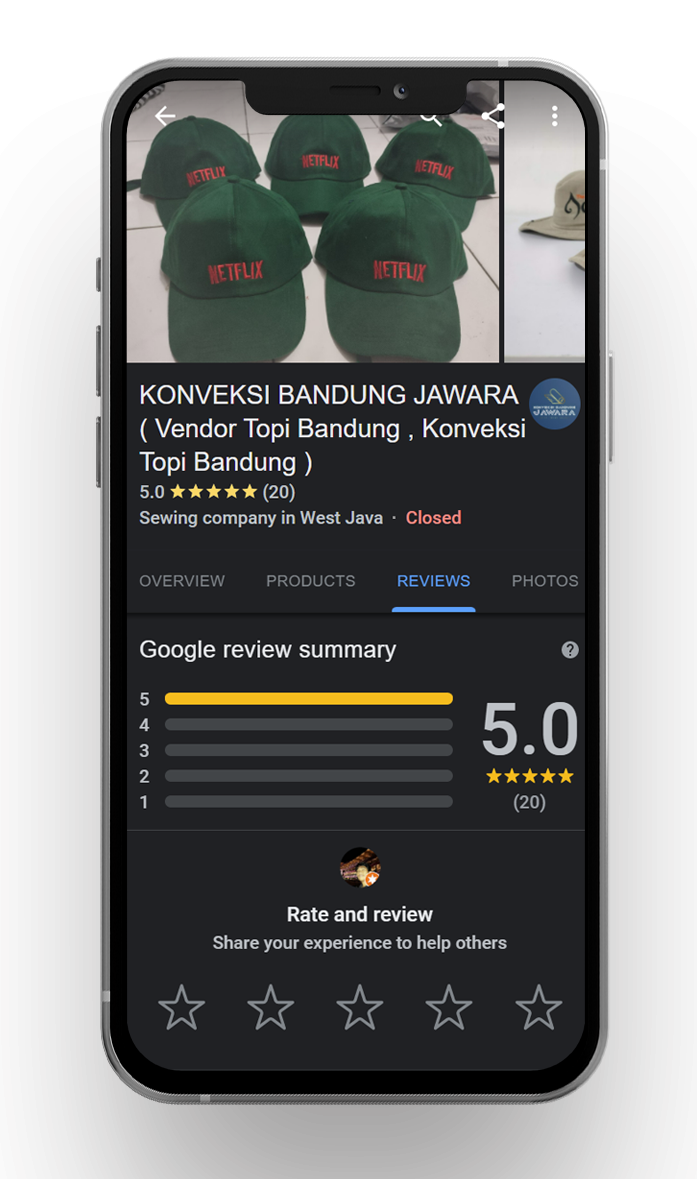 NETFLIX
NETFLIX
NETFLIX
NETFLIX
NETFLIX
KONVEKSI BANDUNG JAWARA
( Vendor Topi Bandung , Konveksi
Topi Bandung )
JAWARA
5.0 ★★★★★ (20)
Sewing company in West Java · Closed
OVERVIEW PRODUCTS REVIEWS PHOTOS
Google review summary
5
4
3
2
1
5.0
★★★★★
(20)
Rate and review
Share your experience to help others